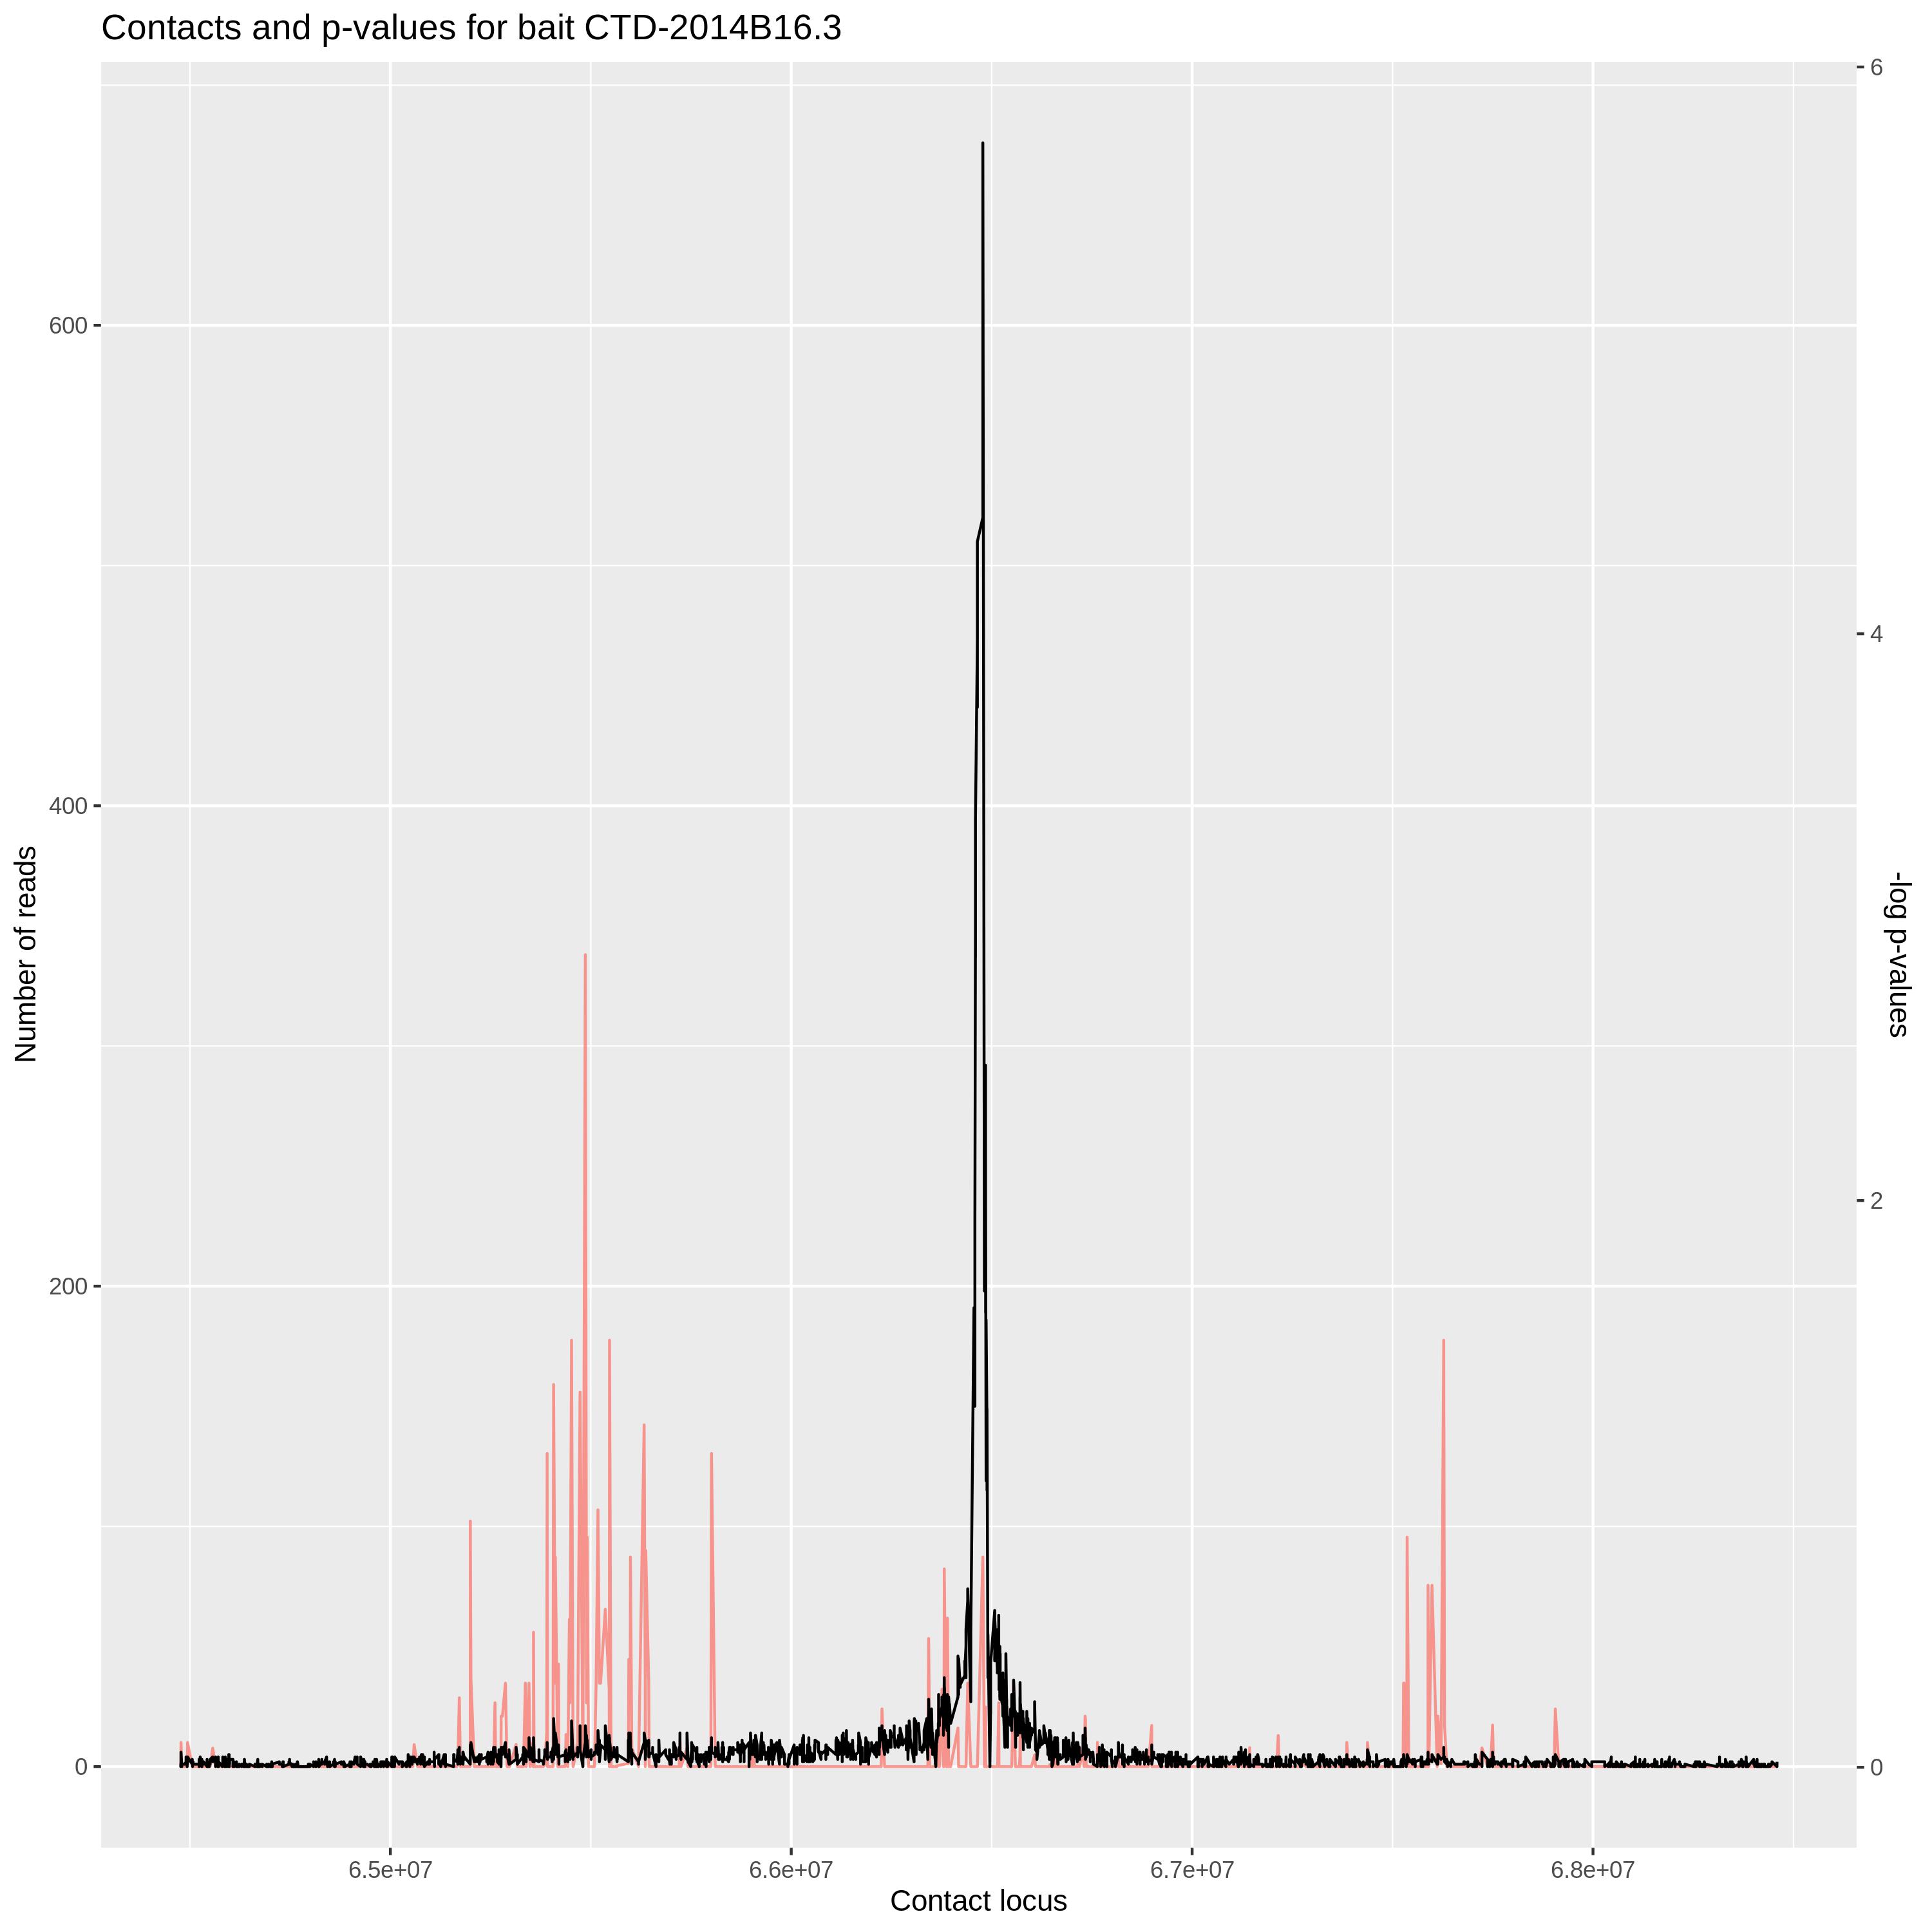 Contacts and p-values for bait CTD-2014B16.3
6
600
4
400
Number of reads
-log p-values
2
200
0
0
6.5e+07
6.6e+07
6.7e+07
6.8e+07
Contact locus